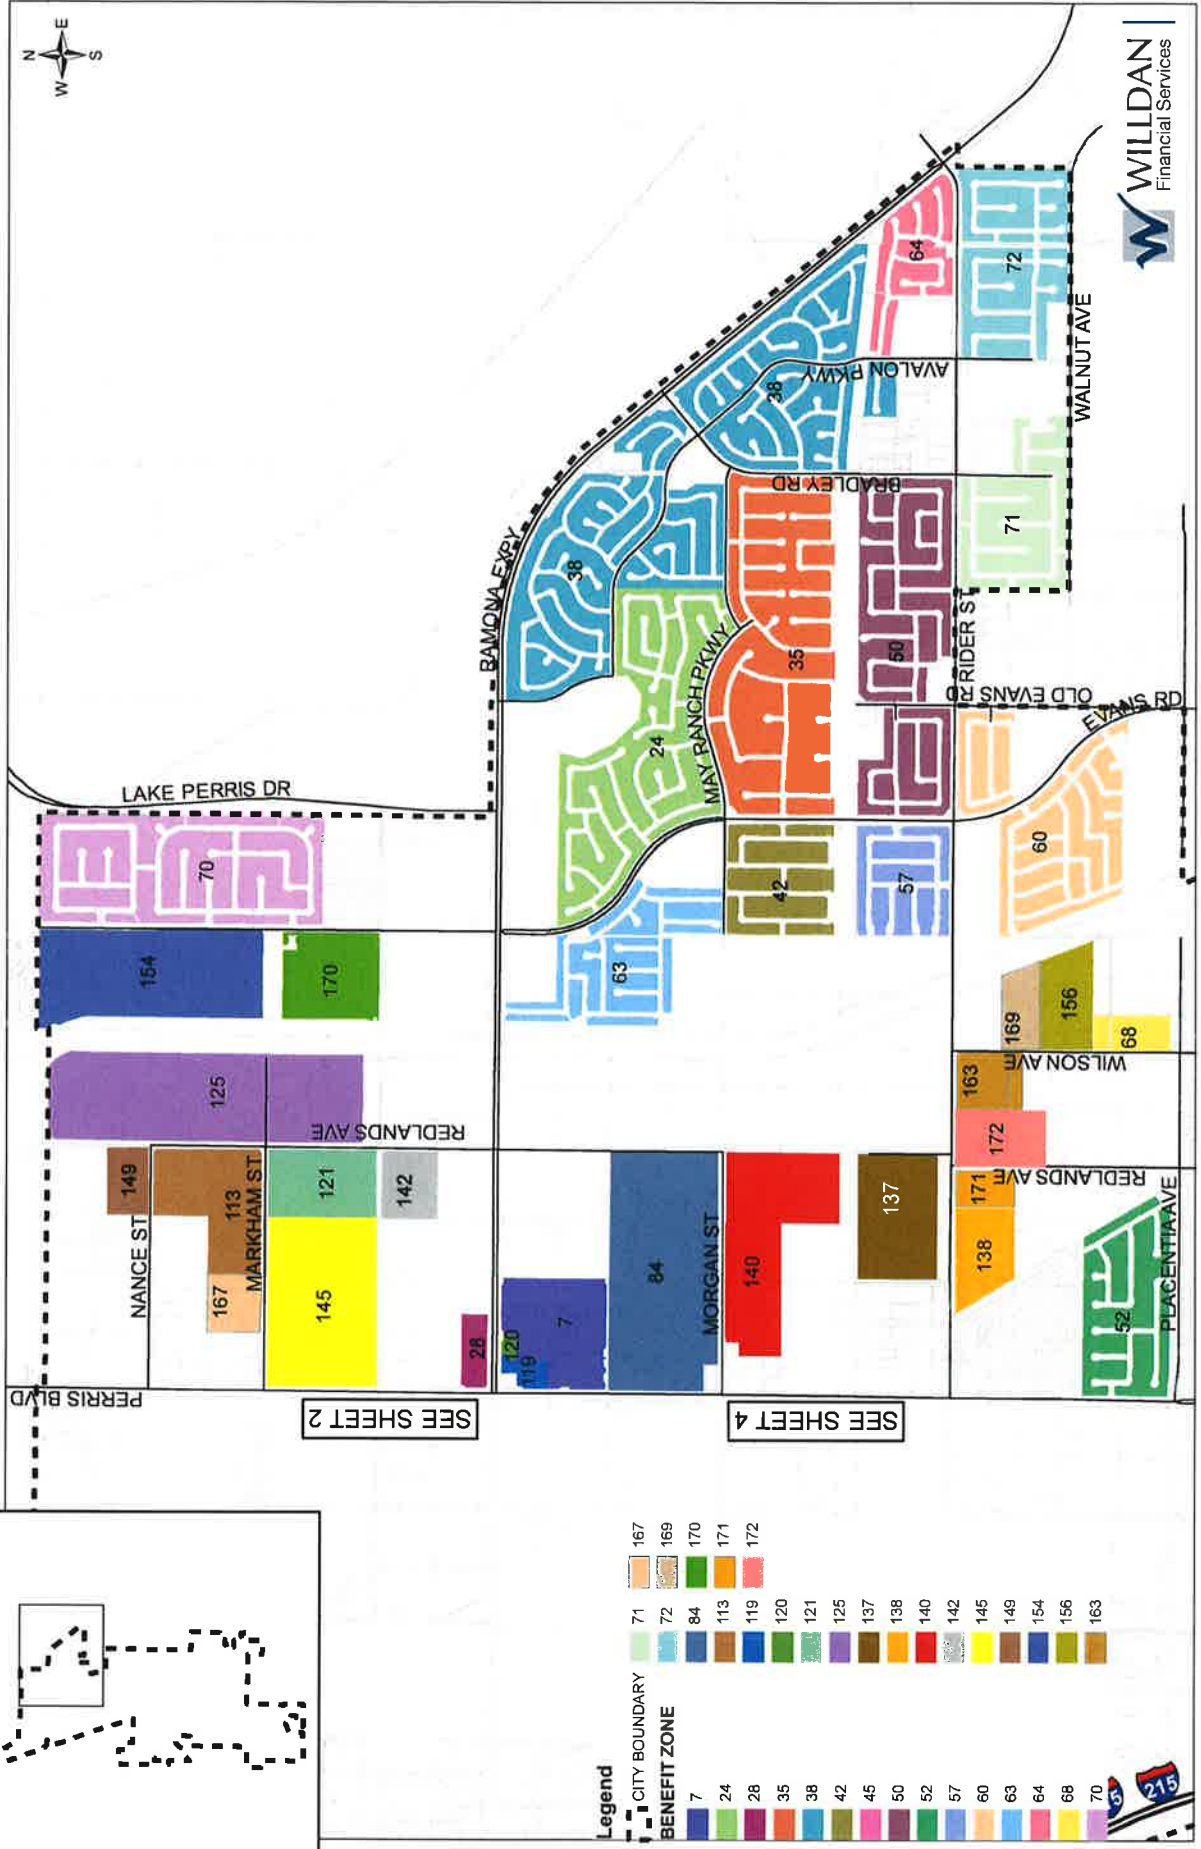 N
W
E
S
WILLDAN
Financial Services
LAKE PERRIS DR
RAMONA EXPY
NANCE ST
MARKHAM ST
REDLANDS AVE
PERRIS BLVD
SEE SHEET 2
SEE SHEET 4
MORGAN ST
MAY RANCH PKWY
BRADLEY RD
AVALON PKWY
WALNUT AVE
RIDER ST
OLD EVANS RD
EVANS RD
WILSON AVE
REDLANDS AVE
PLACENTIA AVE
70
154
170
125
149
113
167
121
142
145
28
120
119
7
84
140
137
63
24
38
38
35
42
57
50
64
72
71
60
169
156
68
163
172
171
138
52
Legend
CITY BOUNDARY
BENEFIT ZONE
7
24
28
35
38
42
45
50
52
57
60
63
64
68
70
71
72
84
113
119
120
121
125
137
138
140
142
145
149
154
156
163
167
169
170
171
172
5
215